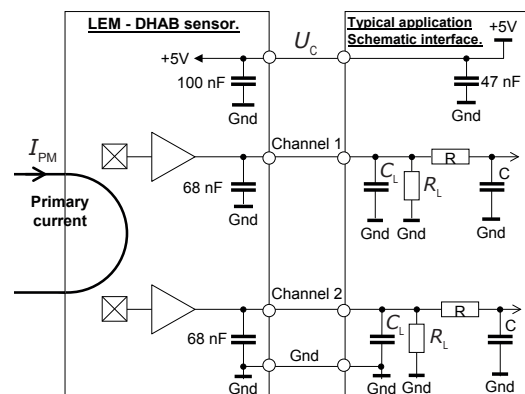 LEM - DHAB sensor.
Typical application
Schematic interface.
+5V
U_C
+5V
100 nF
47 nF
Gnd
Gnd
I_PM
Channel 1
R
Primary
current
68 nF
C_L
R_L
C
Gnd
Gnd
Gnd
Gnd
Channel 2
R
68 nF
C_L
R_L
C
Gnd
Gnd
Gnd
Gnd
Gnd